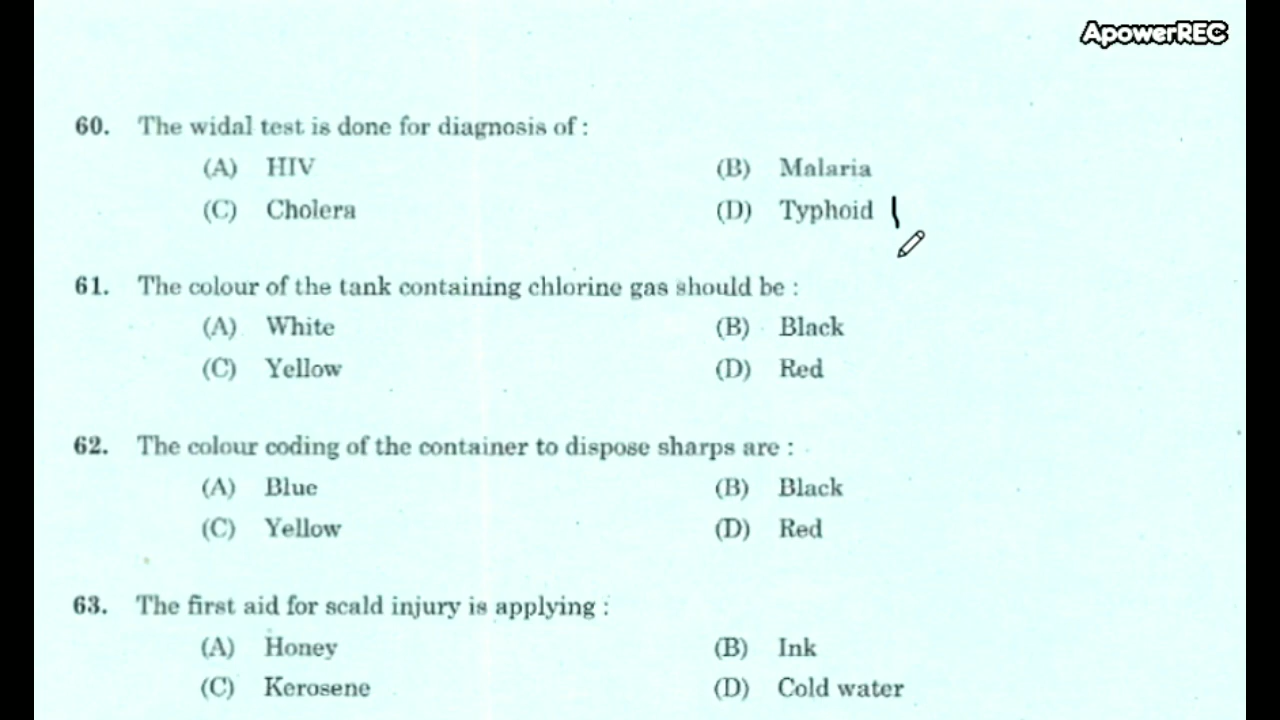 ApowerREC
60. The widal test is done for diagnosis of :
(A) HIV (B) Malaria
(C) Cholera (D) Typhoid
61. The colour of the tank containing chlorine gas should be :
(A) White (B) Black
(C) Yellow (D) Red
62. The colour coding of the container to dispose sharps are :
(A) Blue (B) Black
(C) Yellow (D) Red
63. The first aid for scald injury is applying :
(A) Honey (B) Ink
(C) Kerosene (D) Cold water